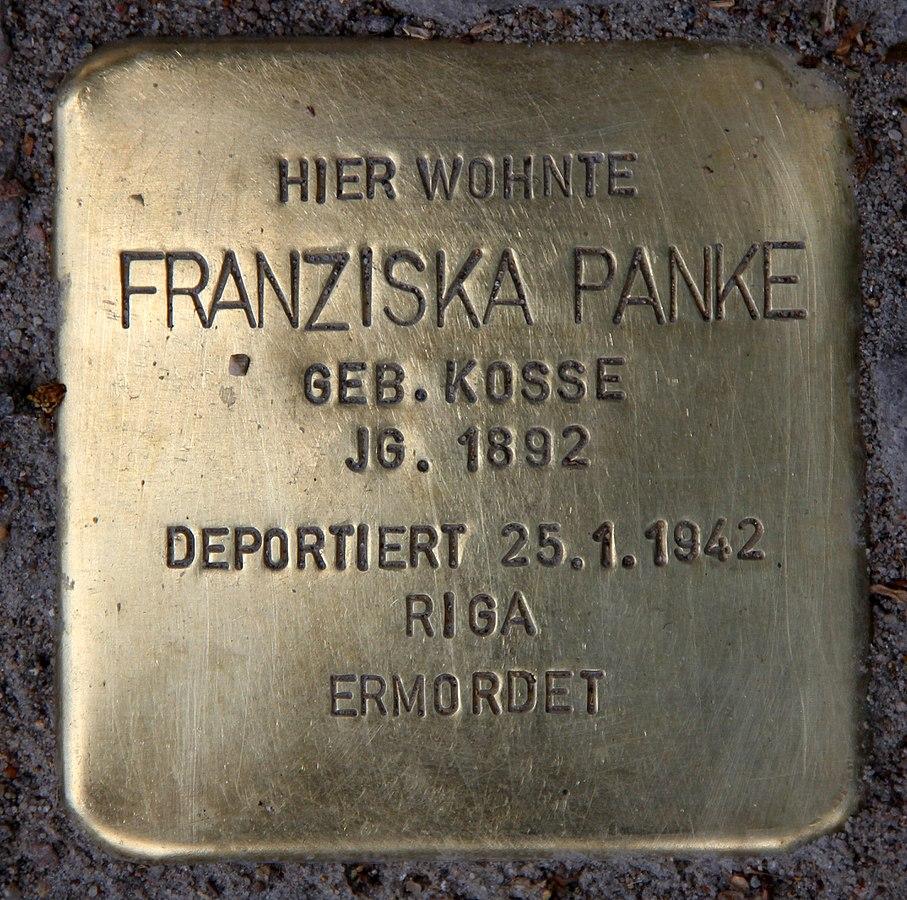 HIER WOHNTE
FRANZISKA PANKE
GEB. KOSSE
JG. 1892
DEPORTIERT 25.1.1942
RIGA
ERMORDET